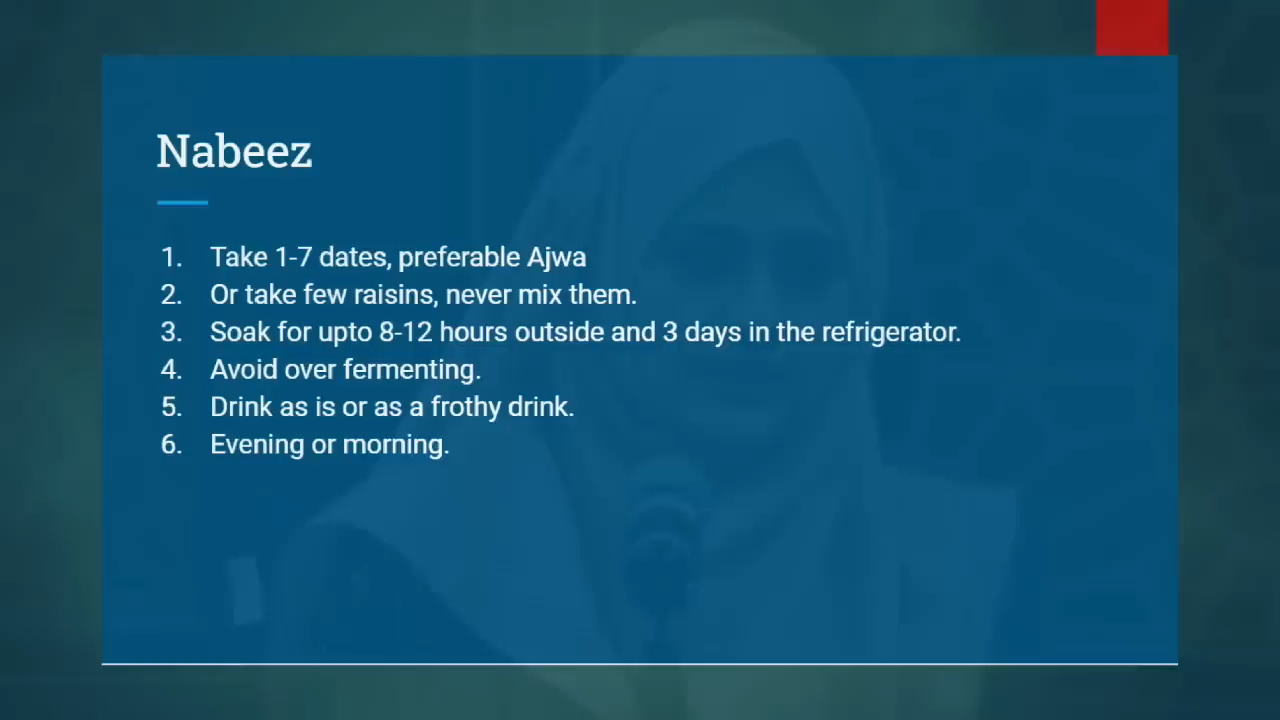 Nabeez
1. Take 1-7 dates, preferable Ajwa
2. Or take few raisins, never mix them.
3. Soak for upto 8-12 hours outside and 3 days in the refrigerator.
4. Avoid over fermenting.
5. Drink as is or as a frothy drink.
6. Evening or morning.